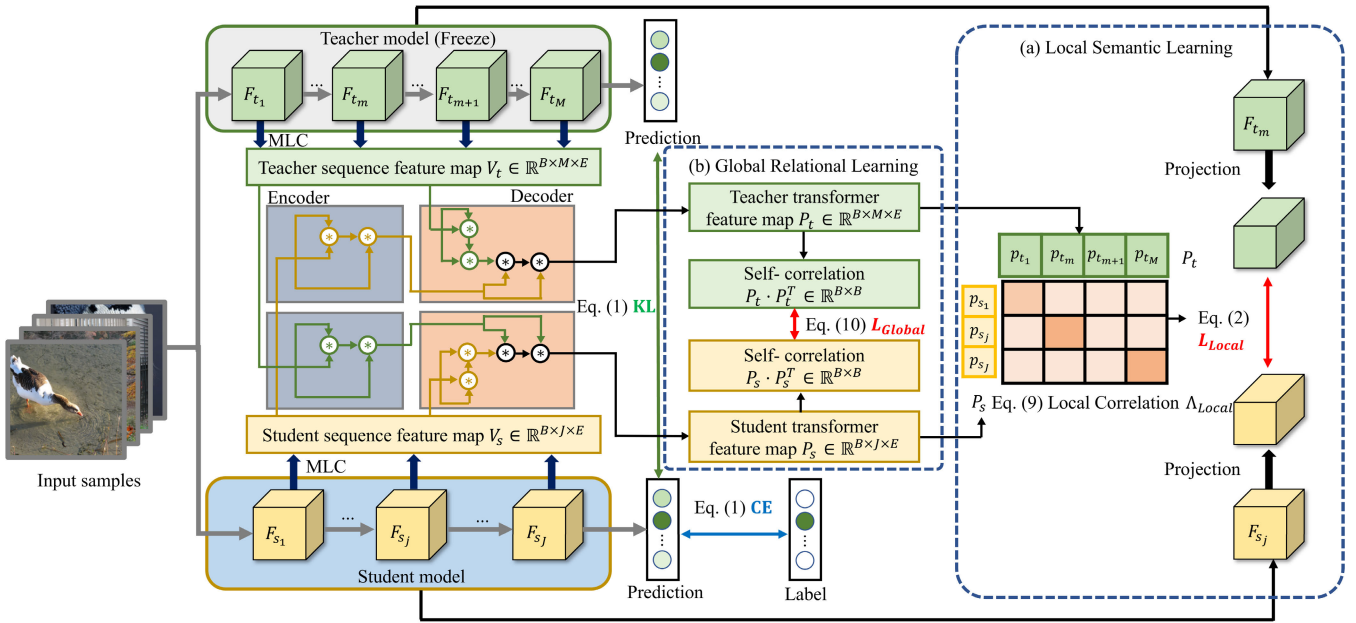 Teacher model (Freeze)
F_{t_1}
...
F_{t_m}
...
F_{t_{m+1}}
...
F_{t_M}
Prediction
MLC
Teacher sequence feature map V_t ∈ ℝ^{B×M×E}
Encoder
Decoder
Eq. (1) KL
Student sequence feature map V_s ∈ ℝ^{B×J×E}
MLC
F_{s_1}
...
F_{s_j}
...
F_{s_J}
Student model
Prediction
Input samples
Eq. (1) CE
Label
(b) Global Relational Learning
Teacher transformer
feature map P_t ∈ ℝ^{B×M×E}
Self- correlation
P_t · P_t^T ∈ ℝ^{B×B}
Eq. (10) L_{Global}
Self-correlation
P_s · P_s^T ∈ ℝ^{B×B}
Student transformer
feature map P_s ∈ ℝ^{B×J×E}
(a) Local Semantic Learning
F_{t_m}
Projection
p_{t_1} p_{t_m} p_{t_{m+1}} p_{t_M} P_t
p_{s_1}
p_{s_j}
p_{s_J}
Eq. (2)
L_{Local}
P_s Eq. (9) Local Correlation Λ_{Local}
Projection
F_{s_j}